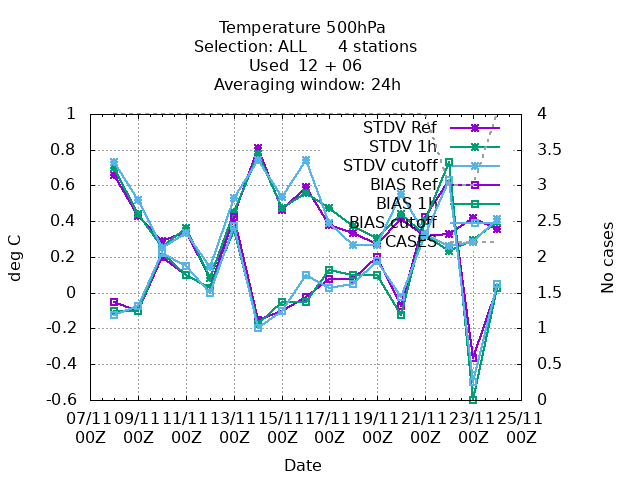 Temperature 500hPa
Selection: ALL      4 stations
Used  12 + 06
Averaging window: 24h
STDV Ref
STDV 1h
STDV cutoff
BIAS Ref
BIAS 1h
BIAS cutoff
CASES
deg C
1
0.8
0.6
0.4
0.2
0
-0.2
-0.4
-0.6
No cases
4
3.5
3
2.5
2
1.5
1
0.5
0
07/11 09/11 11/11 13/11 15/11 17/11 19/11 21/11 23/11 25/11
00Z 00Z 00Z 00Z 00Z 00Z 00Z 00Z 00Z 00Z
Date